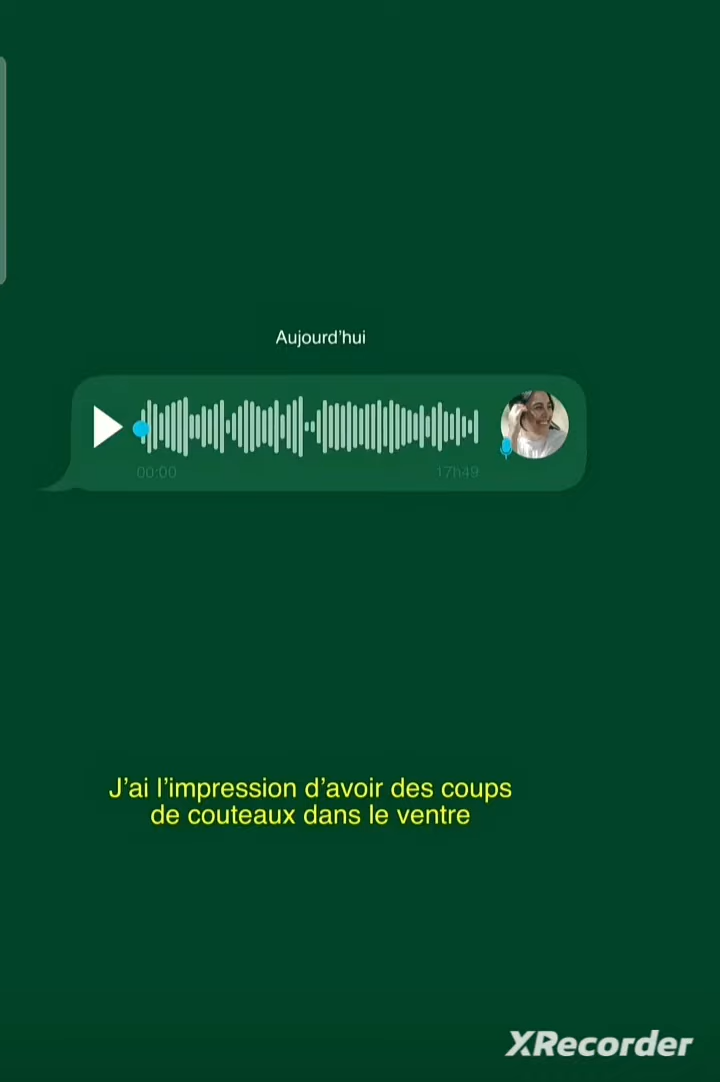 Aujourd’hui
00:00
17h49
J’ai l’impression d’avoir des coups
de couteaux dans le ventre
XRecorder